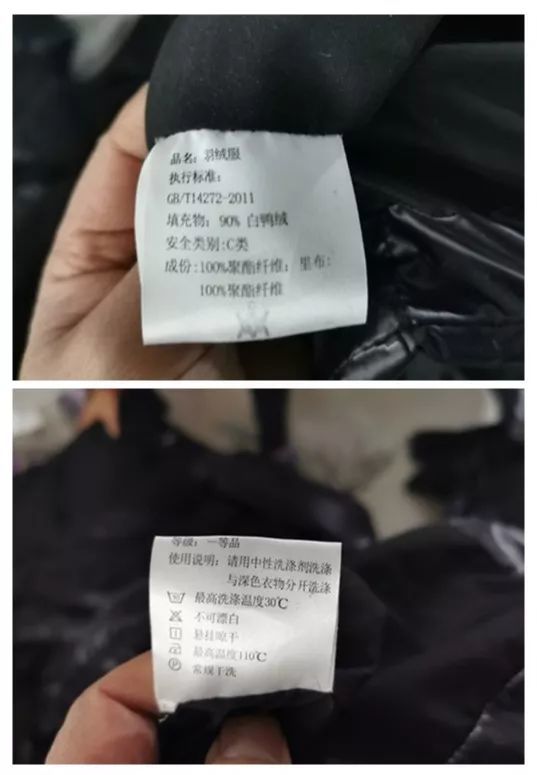 品名：羽绒服
执行标准：
GB/T14272-2011
填充物：90% 白鸭绒
安全类别:C类
成份:100%聚酯纤维；里布:
100%聚酯纤维
等级：一等品
使用说明：请用中性洗涤剂洗涤
与深色衣物分开洗涤
最高洗涤温度30℃
不可漂白
悬挂晾干
最高温度110℃
常规干洗